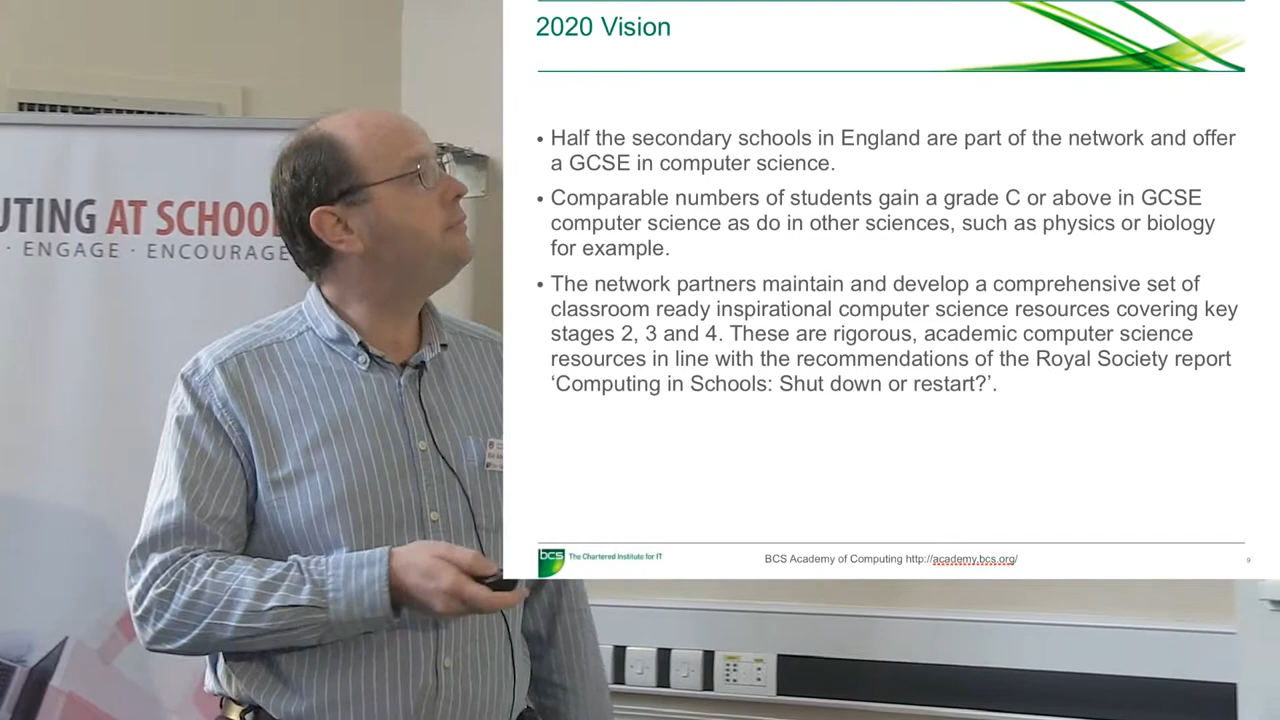 2020 Vision
• Half the secondary schools in England are part of the network and offer
a GCSE in computer science.
• Comparable numbers of students gain a grade C or above in GCSE
computer science as do in other sciences, such as physics or biology
for example.
• The network partners maintain and develop a comprehensive set of
classroom ready inspirational computer science resources covering key
stages 2, 3 and 4. These are rigorous, academic computer science
resources in line with the recommendations of the Royal Society report
‘Computing in Schools: Shut down or restart?’.
bcs The Chartered Institute for IT
BCS Academy of Computing http://academy.bcs.org/
9
UTING AT SCHOO
· ENGAGE · ENCOURAGE